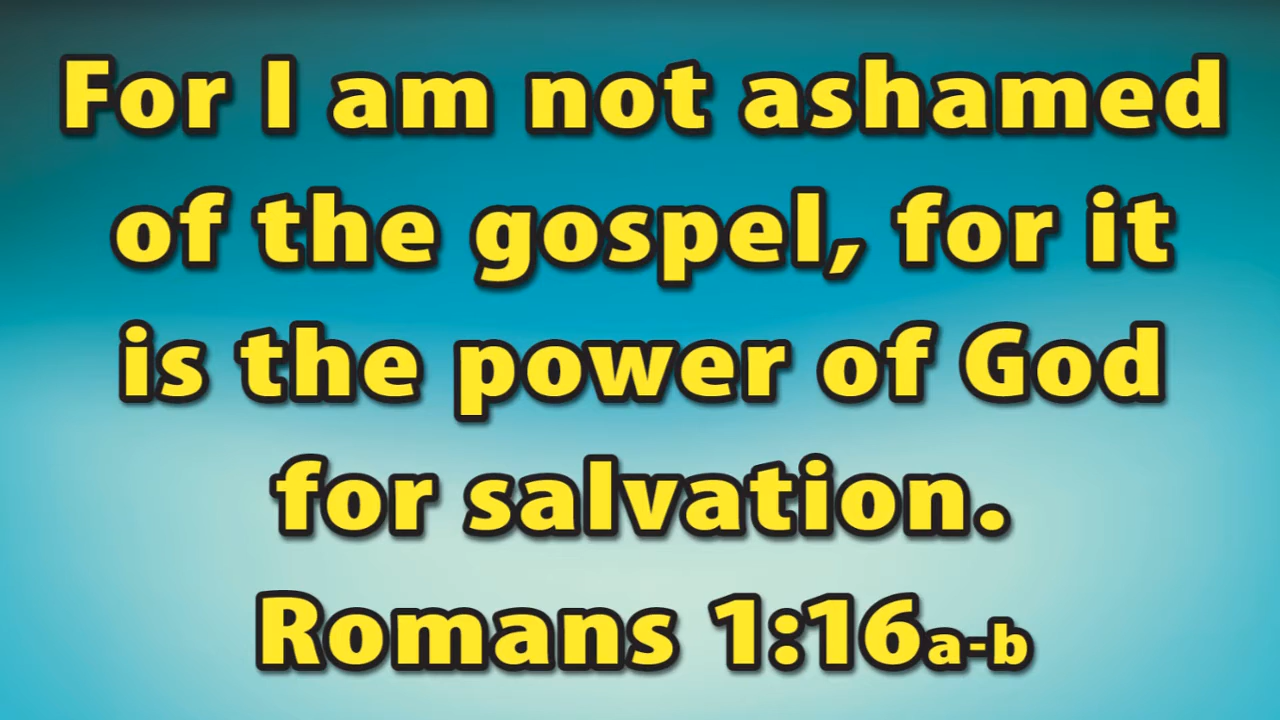 For I am not ashamed
of the gospel, for it
is the power of God
for salvation.
Romans 1:16a-b